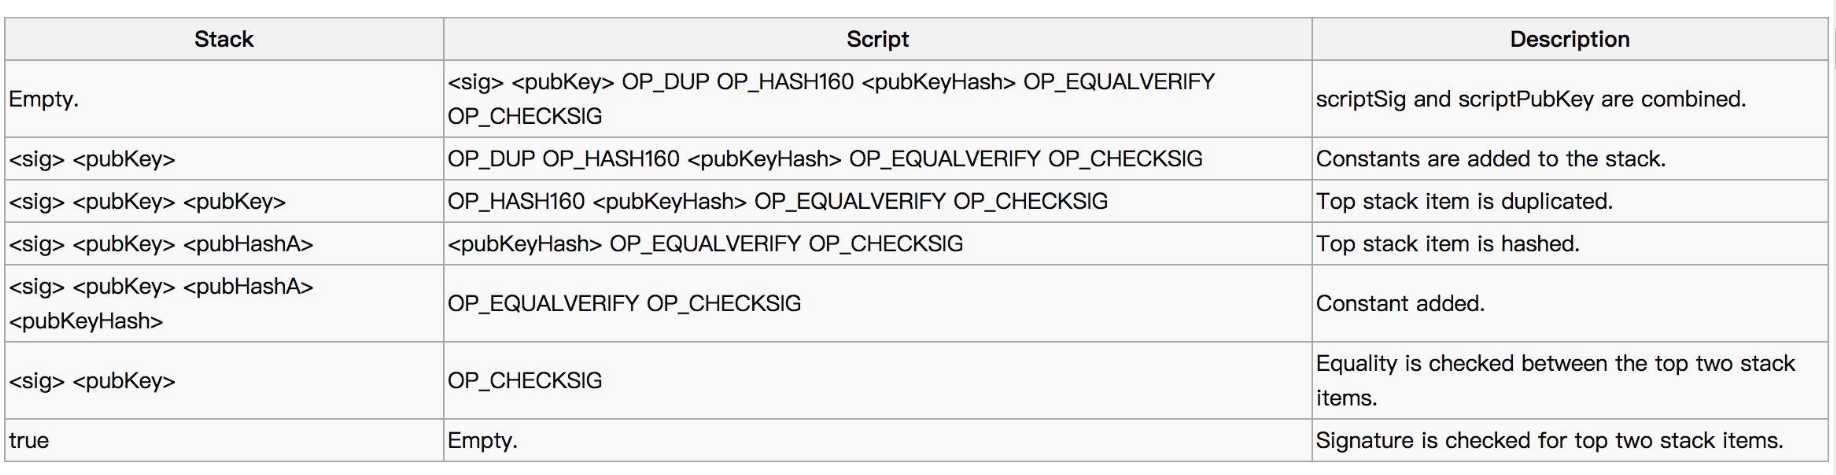 Stack Script Description
Empty. <sig> <pubKey> OP_DUP OP_HASH160 <pubKeyHash> OP_EQUALVERIFY
OP_CHECKSIG scriptSig and scriptPubKey are combined.
<sig> <pubKey> OP_DUP OP_HASH160 <pubKeyHash> OP_EQUALVERIFY OP_CHECKSIG Constants are added to the stack.
<sig> <pubKey> <pubKey> OP_HASH160 <pubKeyHash> OP_EQUALVERIFY OP_CHECKSIG Top stack item is duplicated.
<sig> <pubKey> <pubHashA> <pubKeyHash> OP_EQUALVERIFY OP_CHECKSIG Top stack item is hashed.
<sig> <pubKey> <pubHashA>
<pubKeyHash> OP_EQUALVERIFY OP_CHECKSIG Constant added.
<sig> <pubKey> OP_CHECKSIG Equality is checked between the top two stack
items.
true Empty. Signature is checked for top two stack items.